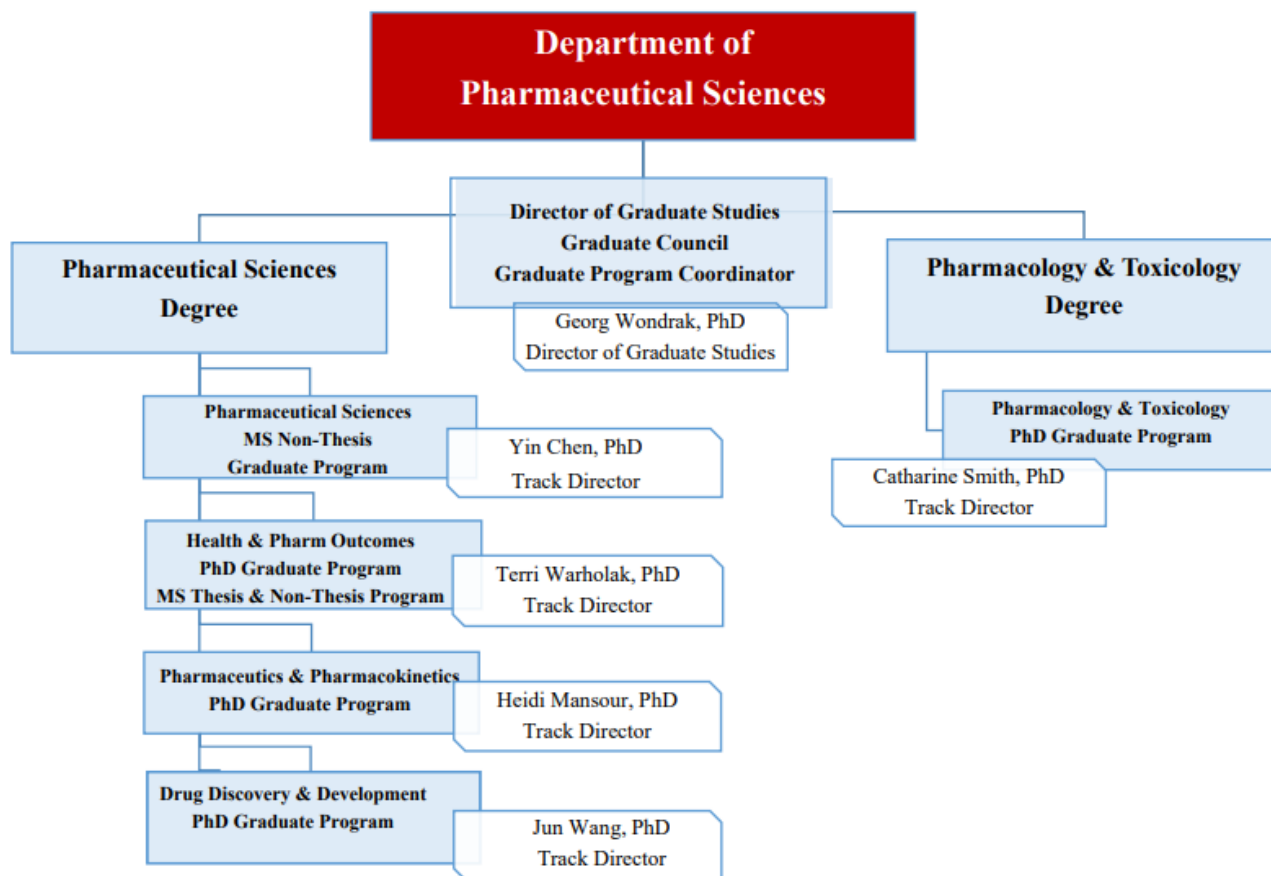 Department of
Pharmaceutical Sciences
Director of Graduate Studies
Graduate Council
Graduate Program Coordinator
Georg Wondrak, PhD
Director of Graduate Studies
Pharmaceutical Sciences
Degree
Pharmaceutical Sciences
MS Non-Thesis
Graduate Program
Yin Chen, PhD
Track Director
Health & Pharm Outcomes
PhD Graduate Program
MS Thesis & Non-Thesis Program
Terri Warholak, PhD
Track Director
Pharmaceutics & Pharmacokinetics
PhD Graduate Program
Heidi Mansour, PhD
Track Director
Drug Discovery & Development
PhD Graduate Program
Jun Wang, PhD
Track Director
Pharmacology & Toxicology
Degree
Pharmacology & Toxicology
PhD Graduate Program
Catharine Smith, PhD
Track Director